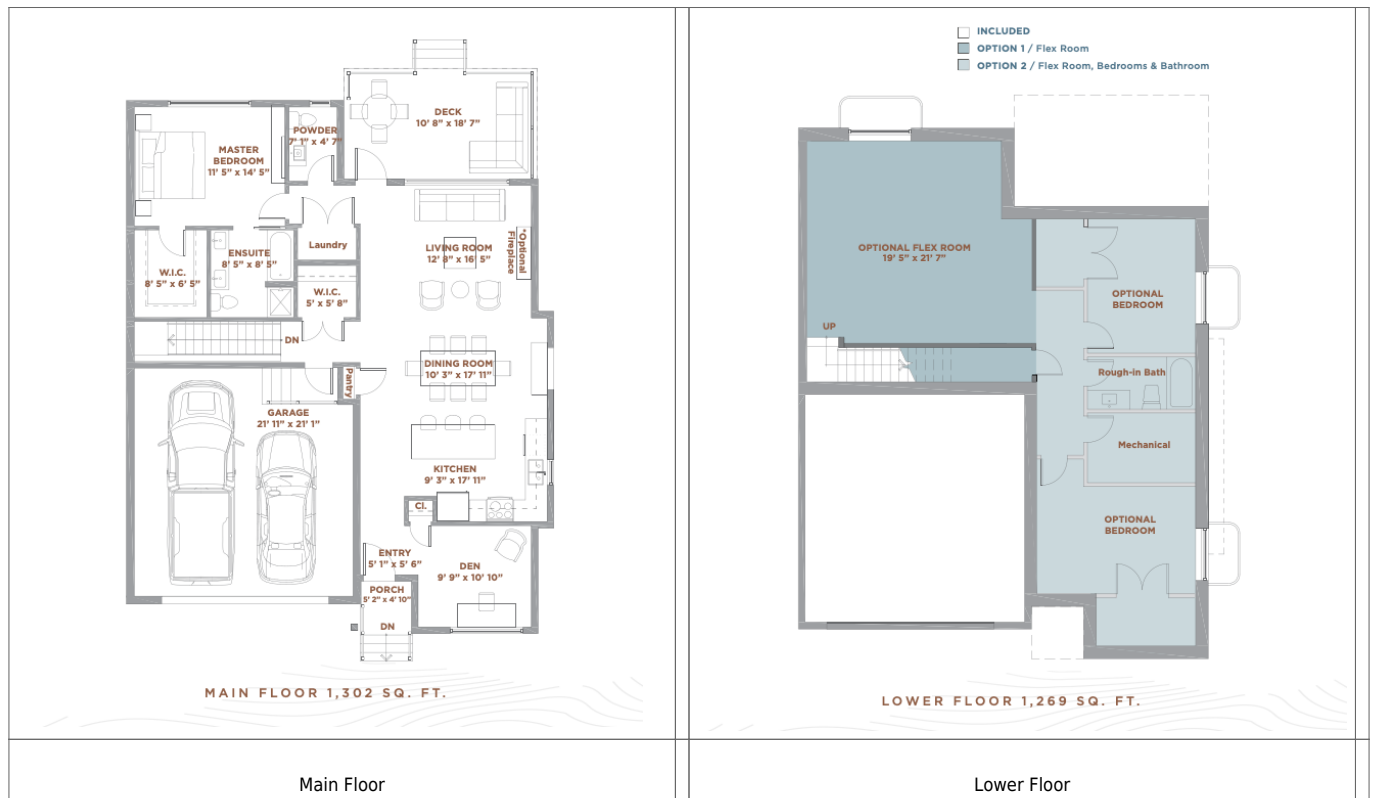 DECK
10' 8" x 18' 7"
POWDER
7' 1" x 4' 7"
MASTER
BEDROOM
11' 5" x 14' 5"
Laundry
ENSUITE
8' 5" x 8' 5"
W.I.C.
8' 5" x 6' 5"
W.I.C.
5' x 5' 8"
LIVING ROOM
12' 8" x 16' 5"
*Optional
Fireplace
DN
DINING ROOM
10' 3" x 17' 11"
Pantry
GARAGE
21' 11" x 21' 1"
KITCHEN
9' 3" x 17' 11"
Cl.
ENTRY
5' 1" x 5' 6"
DEN
9' 9" x 10' 10"
PORCH
5' 2" x 4' 10"
DN
MAIN FLOOR 1,302 SQ. FT.
Main Floor
INCLUDED
OPTION 1 / Flex Room
OPTION 2 / Flex Room, Bedrooms & Bathroom
OPTIONAL FLEX ROOM
19' 5" x 21' 7"
OPTIONAL
BEDROOM
UP
Rough-in Bath
Mechanical
OPTIONAL
BEDROOM
LOWER FLOOR 1,269 SQ. FT.
Lower Floor